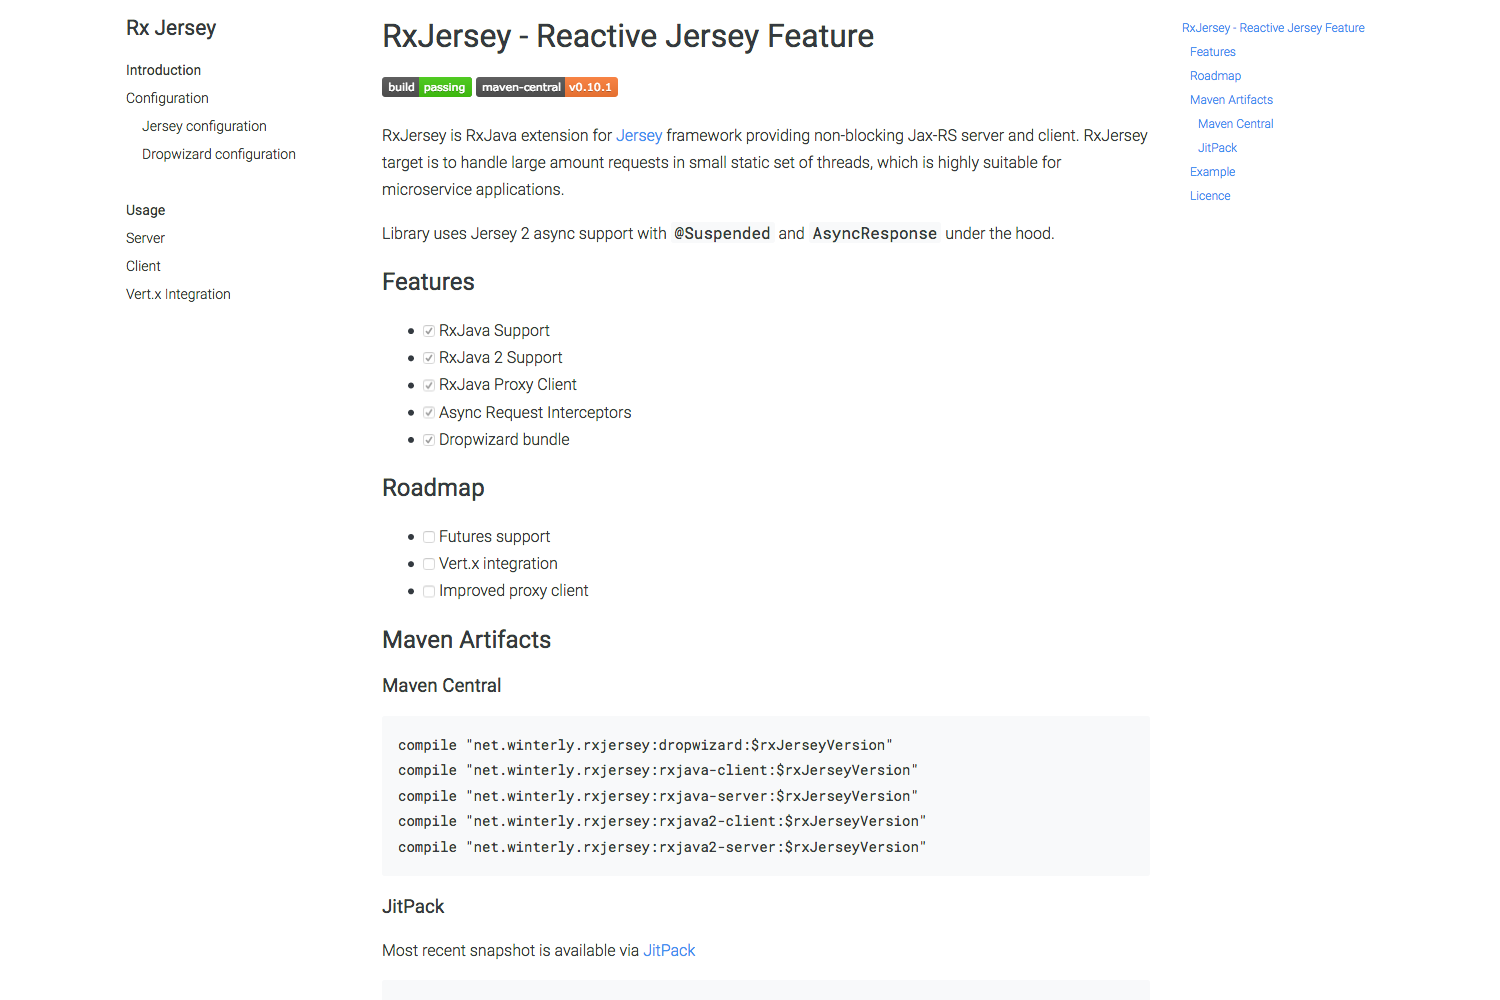 Rx Jersey
Introduction
Configuration
Jersey configuration
Dropwizard configuration
Usage
Server
Client
Vert.x Integration
RxJersey - Reactive Jersey Feature
build passing maven-central v0.10.1
RxJersey is RxJava extension for Jersey framework providing non-blocking Jax-RS server and client. RxJersey
target is to handle large amount requests in small static set of threads, which is highly suitable for
microservice applications.
Library uses Jersey 2 async support with @Suspended and AsyncResponse under the hood.
Features
RxJava Support
RxJava 2 Support
RxJava Proxy Client
Async Request Interceptors
Dropwizard bundle
Roadmap
Futures support
Vert.x integration
Improved proxy client
Maven Artifacts
Maven Central
compile "net.winterly.rxjersey:dropwizard:$rxJerseyVersion"
compile "net.winterly.rxjersey:rxjava-client:$rxJerseyVersion"
compile "net.winterly.rxjersey:rxjava-server:$rxJerseyVersion"
compile "net.winterly.rxjersey:rxjava2-client:$rxJerseyVersion"
compile "net.winterly.rxjersey:rxjava2-server:$rxJerseyVersion"
JitPack
Most recent snapshot is available via JitPack
RxJersey - Reactive Jersey Feature
Features
Roadmap
Maven Artifacts
Maven Central
JitPack
Example
Licence